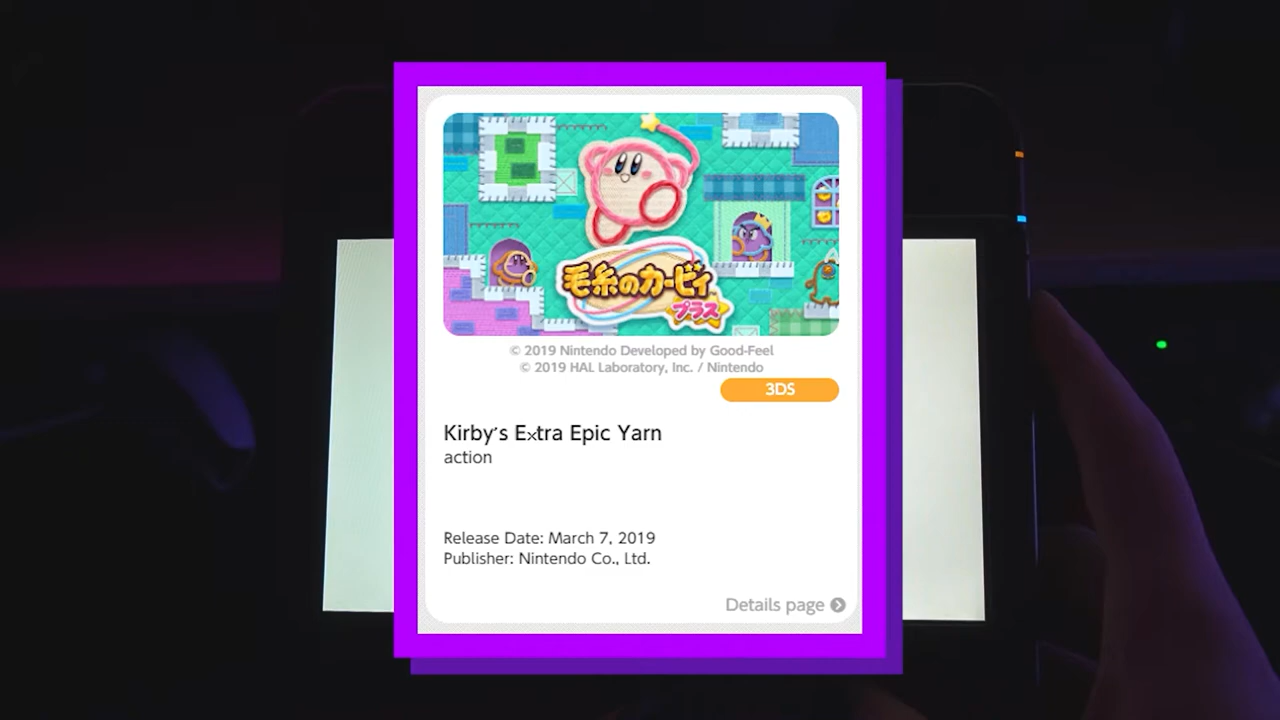 毛糸のカービィ
プラス
© 2019 Nintendo Developed by Good-Feel
© 2019 HAL Laboratory, Inc. / Nintendo
3DS
Kirby's Extra Epic Yarn
action
Release Date: March 7, 2019
Publisher: Nintendo Co., Ltd.
Details page